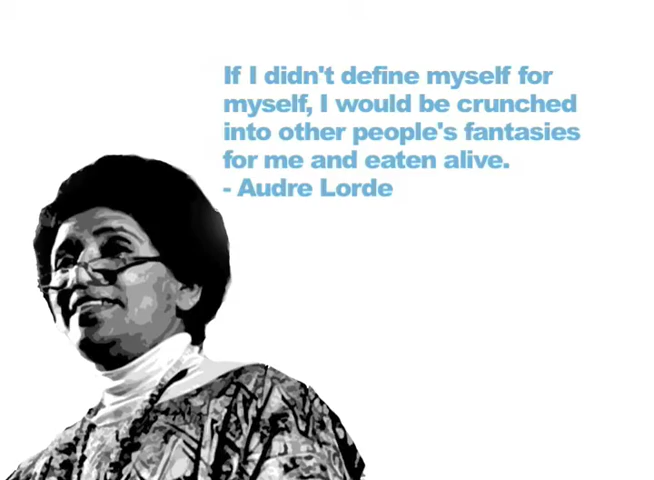 If I didn't define myself for
myself, I would be crunched
into other people's fantasies
for me and eaten alive.
- Audre Lorde